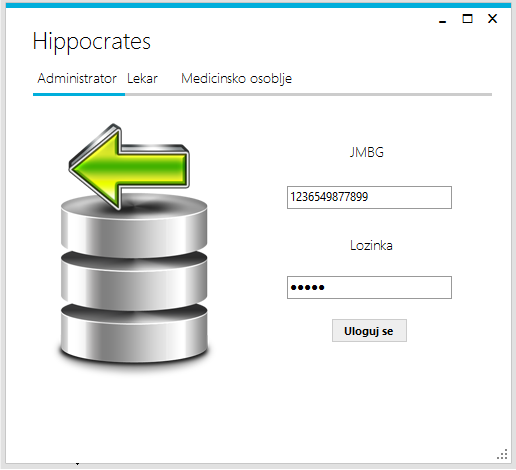 Hippocrates
Administrator Lekar Medicinsko osoblje
JMBG
1236549877899
Lozinka
•••••
Uloguj se